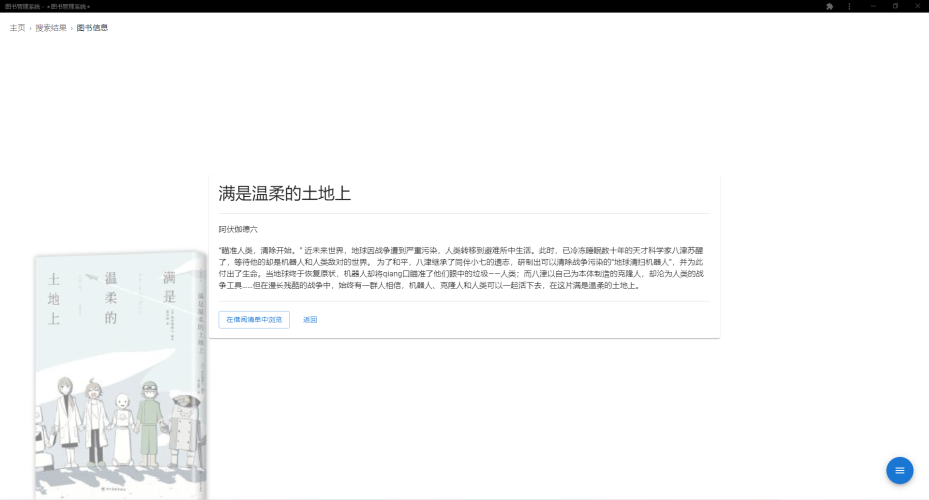 图书管理系统 - «图书管理系统»
主页 › 搜索结果 › 图书信息
满是温柔的土地上
阿伏伽德六
“瞄准人类，清除开始。” 近未来世界，地球因战争遭到严重污染，人类转移到避难所中生活。此时，已冷冻睡眠数十年的天才科学家八津苏醒
了，等待他的却是机器人和人类敌对的世界。 为了和平，八津继承了同伴小七的遗志，研制出可以清除战争污染的“地球清扫机器人”，并为此
付出了生命。当地球终于恢复原状，机器人却将qiang口瞄准了他们眼中的垃圾——人类；而八津以自己为本体制造的克隆人，却沦为人类的战
争工具……但在漫长残酷的战争中，始终有一群人相信，机器人、克隆人和人类可以一起活下去，在这片满是温柔的土地上。
在借阅清单中浏览 返回
满是
温柔的
土地上
满是温柔的土地上